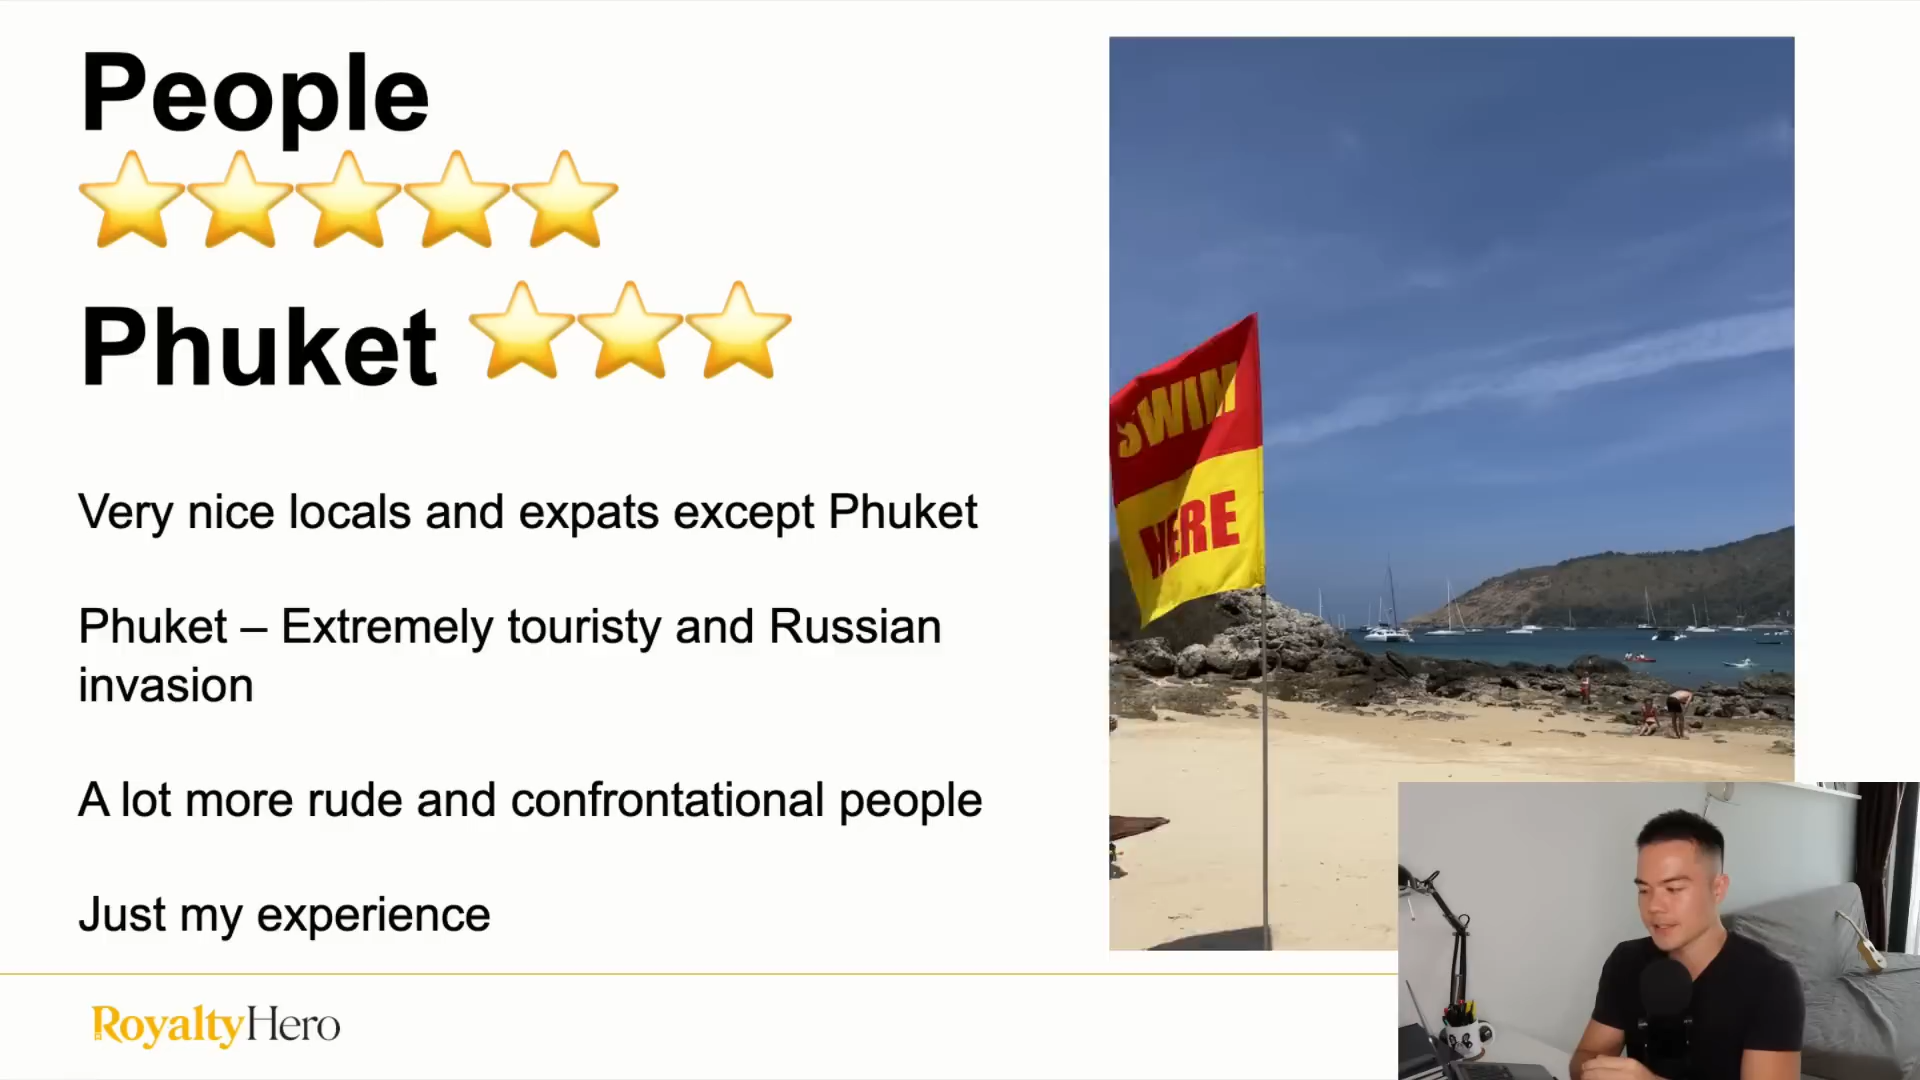 People
Phuket
Very nice locals and expats except Phuket
Phuket – Extremely touristy and Russian
invasion
A lot more rude and confrontational people
Just my experience
SWIM
HERE
RoyaltyHero